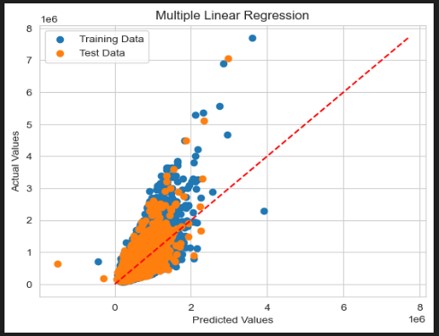 Multiple Linear Regression
1e6
8
7
6
5
4
3
2
1
0
Training Data
Test Data
Actual Values
0
2
4
6
8
Predicted Values
1e6